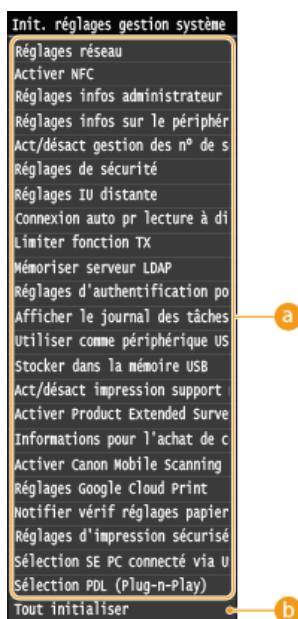 Init. réglages gestion système
Réglages réseau
Activer NFC
Réglages infos administrateur
Réglages infos sur le périphér
Act/désact gestion des nº de s
Réglages de sécurité
Réglages IU distante
Connexion auto pr lecture à di
Limiter fonction TX
Mémoriser serveur LDAP
Réglages d'authentification po
Afficher le journal des tâches
a
Utiliser comme périphérique US
Stocker dans la mémoire USB
Act/désact impression support
Activer Product Extended Surve
Informations pour l'achat de c
Activer Canon Mobile Scanning
Réglages Google Cloud Print
Notifier vérif réglages papier
Réglages d'impression sécurisé
Sélection SE PC connecté via U
Sélection PDL (Plug-n-Play)
Tout initialiser
b